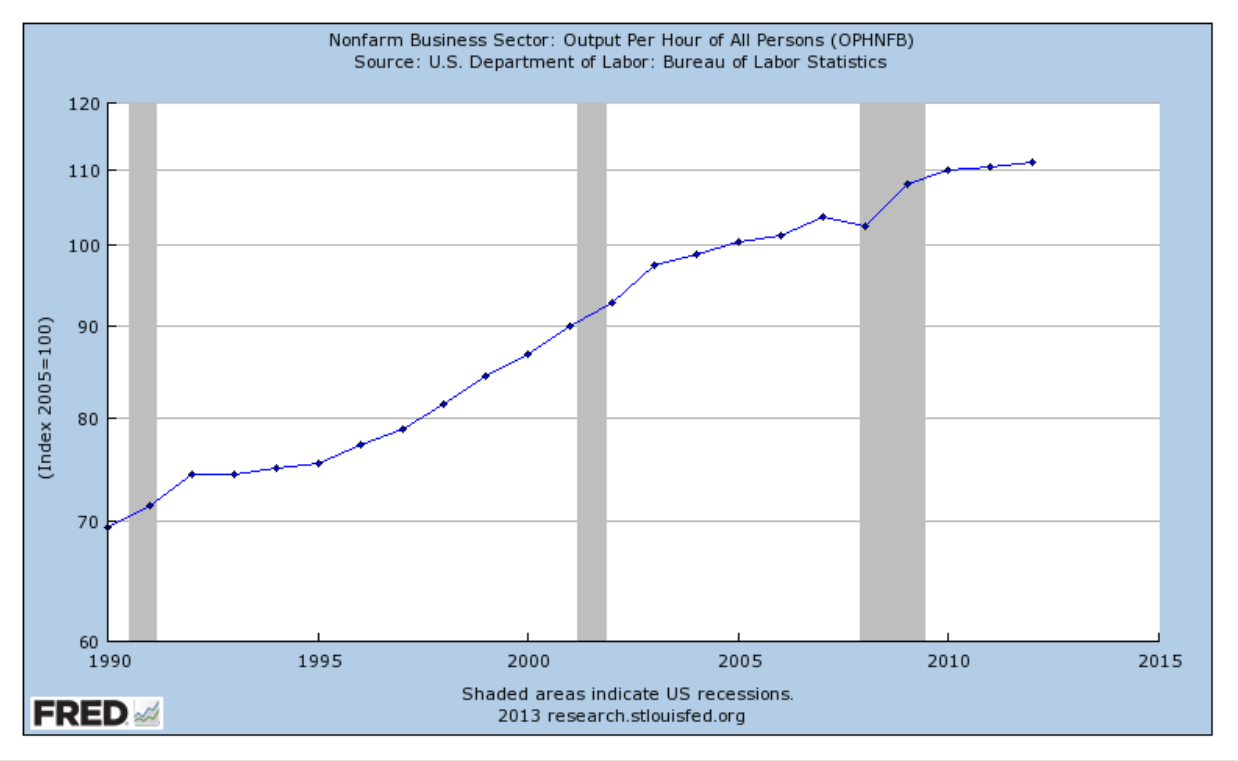 Nonfarm Business Sector: Output Per Hour of All Persons (OPHNFB)
Source: U.S. Department of Labor: Bureau of Labor Statistics
120
110
100
90
80
70
60
(Index 2005=100)
1990 1995 2000 2005 2010 2015
Shaded areas indicate US recessions.
2013 research.stlouisfed.org
FRED